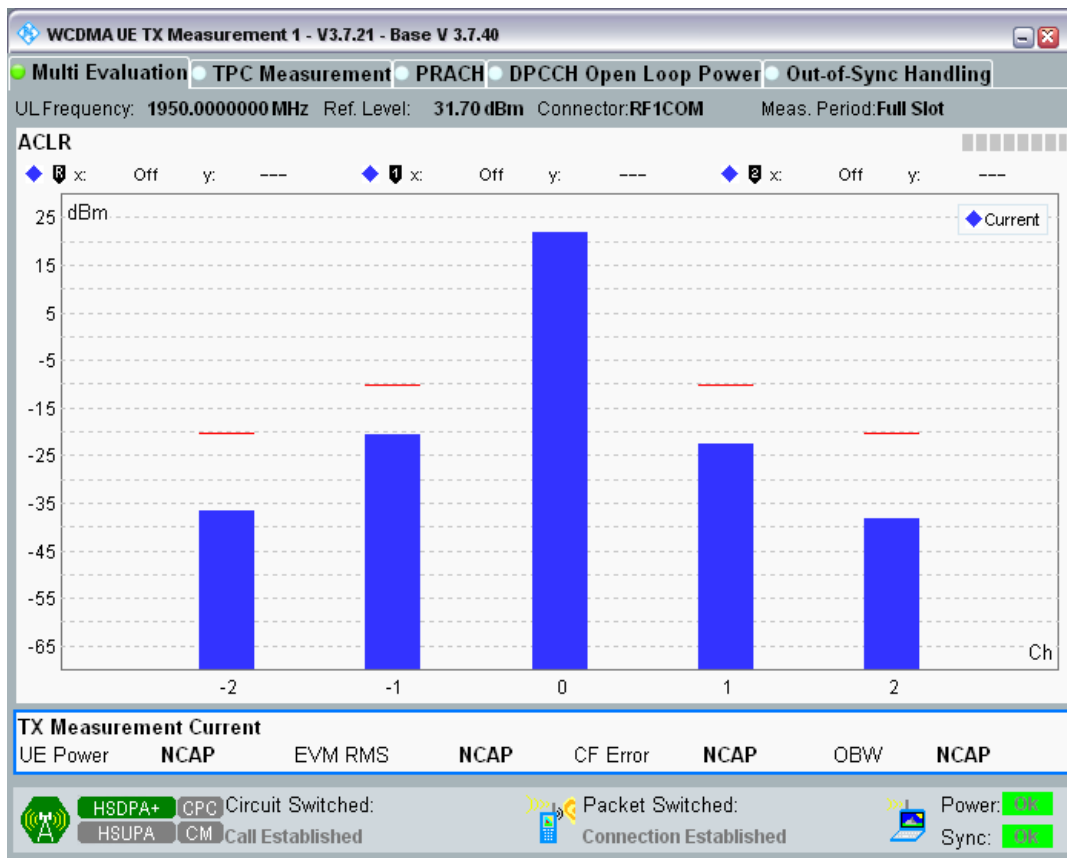 WCDMA UE TX Measurement 1 - V3.7.21 - Base V 3.7.40
Multi Evaluation TPC Measurement PRACH DPCCH Open Loop Power Out-of-Sync Handling
UL Frequency: 1950.0000000 MHz Ref. Level: 31.70 dBm Connector:RF1COM Meas. Period:Full Slot
ACLR
R x: Off y: --- 1 x: Off y: --- 2 x: Off y: ---
25 dBm Current
15
5
-5
-15
-25
-35
-45
-55
-65 Ch
-2 -1 0 1 2
TX Measurement Current
UE Power NCAP EVM RMS NCAP CF Error NCAP OBW NCAP
HSDPA+ CPC Circuit Switched: Packet Switched: Power: Ok
HSUPA CM Call Established Connection Established Sync: Ok